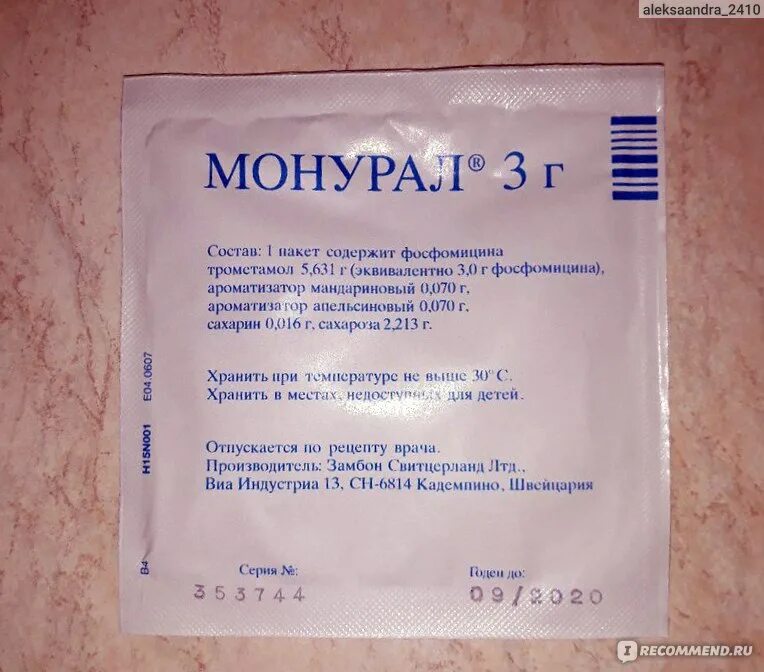 aleksaandra_2410
МОНУРАЛ® 3 г
Состав: 1 пакет содержит фосфомицина
трометамол 5,631 г (эквивалентно 3,0 г фосфомицина),
ароматизатор мандариновый 0,070 г,
ароматизатор апельсиновый 0,070 г,
сахарин 0,016 г, сахароза 2,213 г.
Хранить при температуре не выше 30°С.
Хранить в местах, недоступных для детей.
Отпускается по рецепту врача.
Производитель: Замбон Свитцерланд Лтд.,
Виа Индустриа 13, СН-6814 Кадемпино, Швейцария
B4 H15N001 E04.0607
Серия №: Годен до:
353744 09/2020
I RECOMMEND.RU